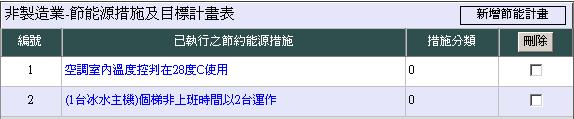 非製造業-節能源措施及目標計畫表 新增節能計畫
編號 已執行之節約能源措施 措施分類 刪除
1 空調室內溫度控判在28度C使用 0
2 (1台冰水主機)個梯非上班時間以2台運作 0